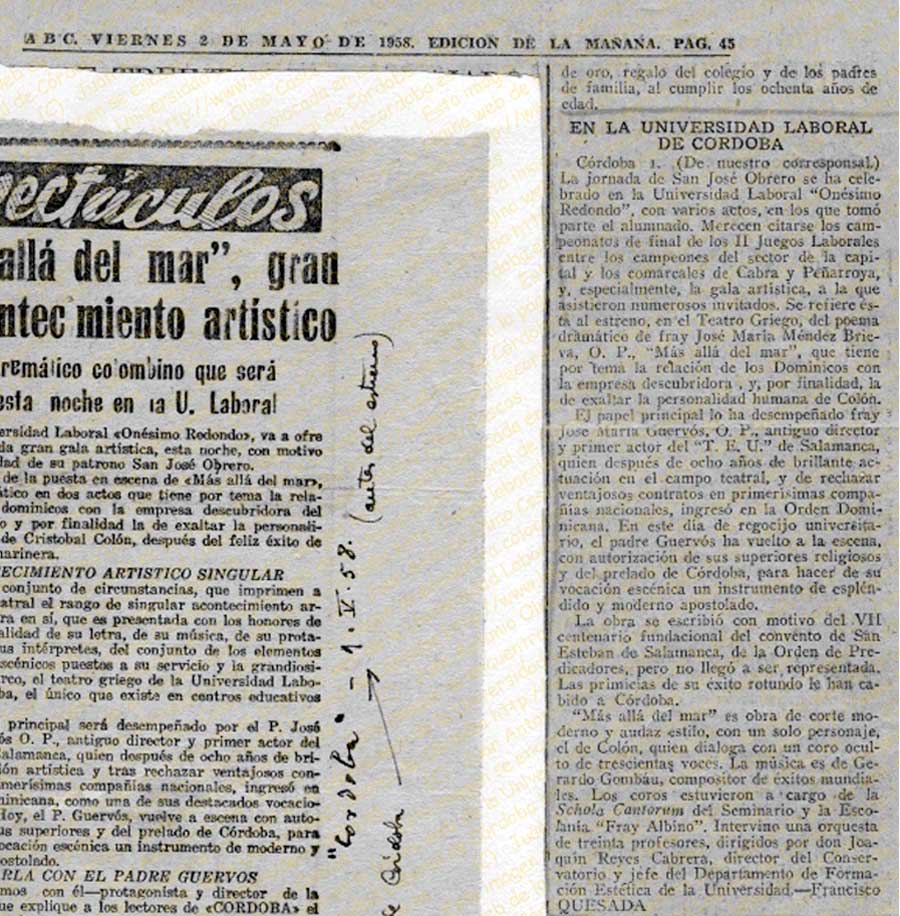 ABC. VIERNES 2 DE MAYO DE 1958. EDICION DE LA MAÑANA. PAG. 45
pectáculos
allá del mar", gran
ntec miento artístico
remático colombino que será
esta noche en la U. Laboral
ersidad Laboral «Onésimo Redondo», va a ofre
da gran gala artística, esta noche, con motivo
dad de su patrono San José Obrero.
de la puesta en escena de «Más allá del mar»,
ático en dos actos que tiene por tema la rela-
dominicos con la empresa descubridora del
o y por finalidad la de exaltar la personali-
de Cristobal Colón, después del feliz éxito de
marinera.
ECIMIENTO ARTISTICO SINGULAR
conjunto de circunstancias, que imprimen a
atral el rango de singular acontecimiento ar-
ra en sí, que es presentada con los honores de
alidad de su letra, de su música, de su prota-
us intérpretes, del conjunto de los elementos
scénicos puestos a su servicio y la grandiosi-
rco, el teatro griego de la Universidad Labo-
ba, el único que existe en centros educativos
principal será desempeñado por el P. José
ós O. P., antiguo director y primer actor del
alamanca, quien después de ocho años de bri-
ión artística y tras rechazar ventajosos con-
merísimas compañías nacionales, ingresó en
minicana, como una de sus destacados vocacio-
Hoy, el P. Guervós, vuelve a escena con auto-
us superiores y del prelado de Córdoba, para
ocación escénica un instrumento de moderno y
ostolado.
RLA CON EL PADRE GUERVOS
mos con él—protagonista y director de la
ue explique a los lectores de «CORDOBA» el
"Cordoba" - 1. V. 58. (antes del estreno)
de Córdoba
de oro, regalo del colegio y de los padres
de familia, al cumplir los ochenta años de
edad.
EN LA UNIVERSIDAD LABORAL
DE CORDOBA
Córdoba 1. (De nuestro corresponsal.)
La jornada de San José Obrero se ha cele-
brado en la Universidad Laboral "Onésimo
Redondo", con varios actos, en los que tomó
parte el alumnado. Merecen citarse los cam-
peonatos de final de los II Juegos Laborales
entre los campeones del sector de la capi-
tal y los comarcales de Cabra y Peñarroya,
y, especialmente, la gala artística, a la que
asistieron numerosos invitados. Se refiere és-
ta al estreno, en el Teatro Griego, del poema
dramático de fray José María Méndez Brie-
va, O. P., "Más allá del mar", que tiene
por tema la relación de los Dominicos con
la empresa descubridora , y, por finalidad, la
de exaltar la personalidad humana de Colón.
El papel principal lo ha desempeñado fray
José María Guervós, O. P., antiguo director
y primer actor del "T. E. U." de Salamanca,
quien después de ocho años de brillante ac-
tuación en el campo teatral, y de rechazar
ventajosos contratos en primerísimas compa-
ñías nacionales, ingresó en la Orden Domi-
nicana. En este día de regocijo universita-
rio, el padre Guervós ha vuelto a la escena,
con autorización de sus superiores religiosos
y del prelado de Córdoba, para hacer de su
vocación escénica un instrumento de esplén-
dido y moderno apostolado.
La obra se escribió con motivo del VII
centenario fundacional del convento de San
Esteban de Salamanca, de la Orden de Pre-
dicadores, pero no llegó a ser representada.
Las primicias de su éxito rotundo le han ca-
bido a Córdoba.
"Más allá del mar" es obra de corte mo-
derno y audaz estilo, con un solo personaje,
el de Colón, quien dialoga con un coro ocul-
to de trescientas voces. La música es de Ge-
rardo Gombáu, compositor de éxitos mundia-
les. Los coros estuvieron a cargo de la
Schola Cantorum del Seminario y la Esco-
lanía "Fray Albino". Intervino una orquesta
de treinta profesores, dirigidos por don Joa-
quín Reyes Cabrera, director del Conser-
vatorio y jefe del Departamento de Forma-
ción Estética de la Universidad.—Francisco
QUESADA